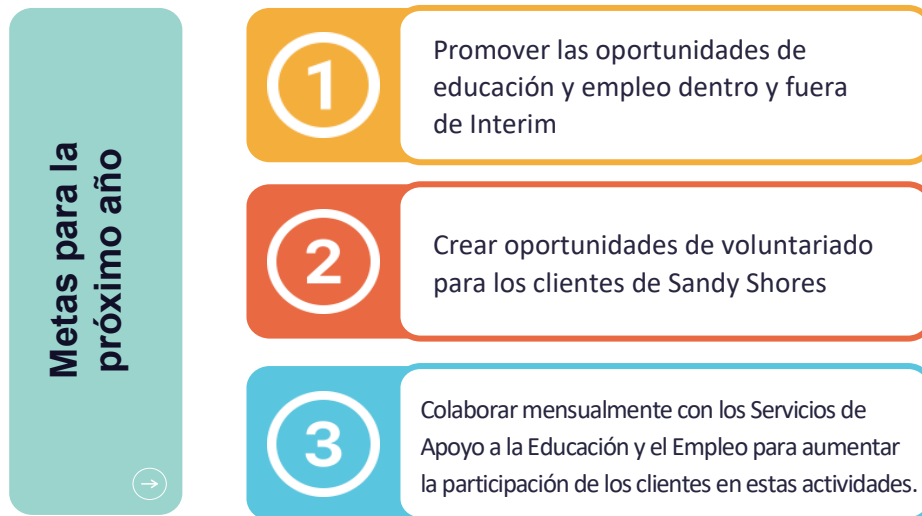 Metas para la
próximo año
1
Promover las oportunidades de
educación y empleo dentro y fuera
de Interim
2
Crear oportunidades de voluntariado
para los clientes de Sandy Shores
3
Colaborar mensualmente con los Servicios de
Apoyo a la Educación y el Empleo para aumentar
la participación de los clientes en estas actividades.